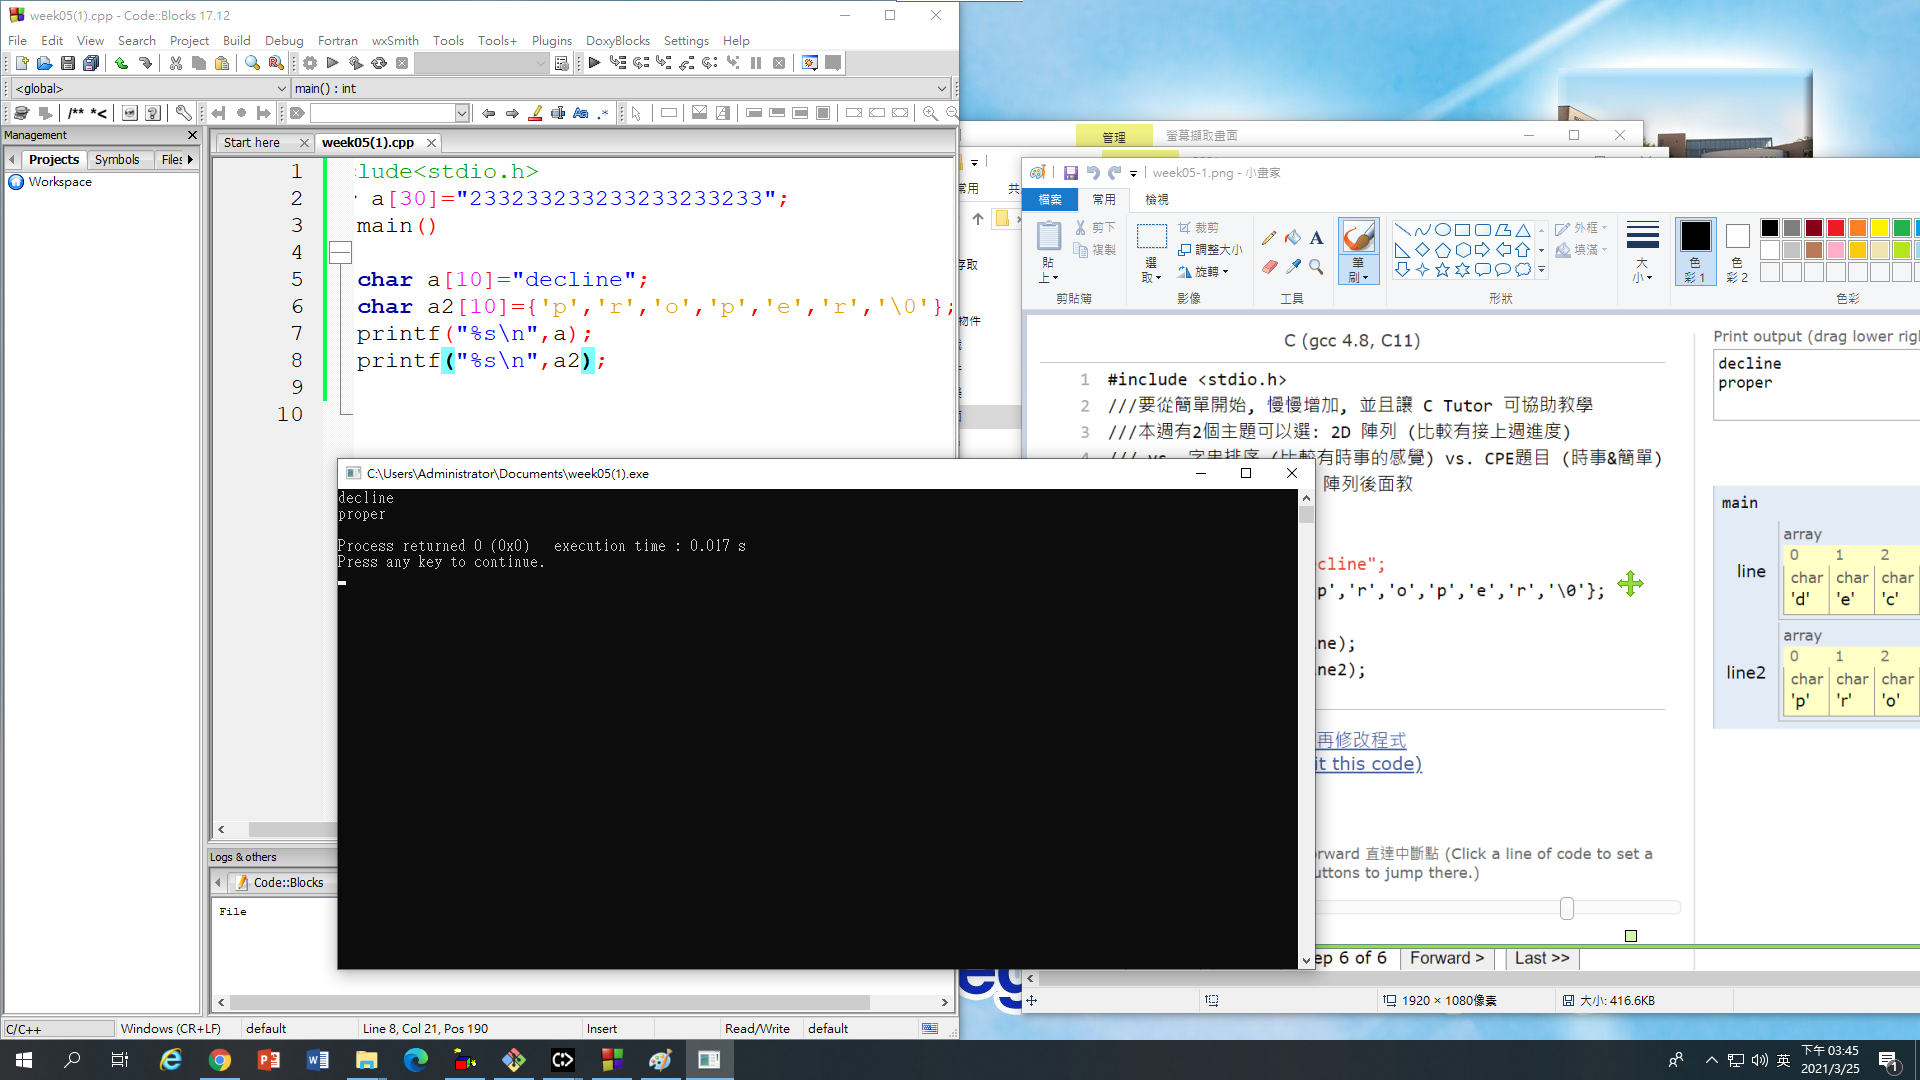 week05(1).cpp - Code::Blocks 17.12
File Edit View Search Project Build Debug Fortran wxSmith Tools Tools+ Plugins DoxyBlocks Settings Help
<global>
main() : int
/** *<
Management
Projects Symbols Files
Workspace
Start here
week05(1).cpp
1 lude<stdio.h>
2 a[30]="233233233233233233233";
3 main()
4
5 char a[10]="decline";
6 char a2[10]={'p','r','o','p','e','r','\0'};
7 printf("%s\n",a);
8 printf("%s\n",a2);
9
10
Logs & others
Code::Blocks
File
C/C++
Windows (CR+LF)
default
Line 8, Col 21, Pos 190
Insert
Read/Write
default
C:\Users\Administrator\Documents\week05(1).exe
decline
proper
Process returned 0 (0x0)   execution time : 0.017 s
Press any key to continue.
管理
螢幕擷取畫面
常用
共
存取
物件
week05-1.png - 小畫家
檔案 常用 檢視
貼上
剪下
複製
剪貼簿
選取
裁剪
調整大小
旋轉
影像
A
工具
筆刷
外框
填滿
形狀
大小
色彩 1
色彩 2
色彩
C (gcc 4.8, C11)
1 #include <stdio.h>
2 ///要從簡單開始, 慢慢增加, 並且讓 C Tutor 可協助教學
3 ///本週有2個主題可以選: 2D 陣列 (比較有接上週進度)
4 /// vs. 字串排序 (比較有時事的感覺) vs. CPE題目 (時事&簡單)
陣列後面教
cline";
p','r','o','p','e','r','\0'};
ne);
ne2);
再修改程式
it this code)
rward 直達中斷點 (Click a line of code to set a
uttons to jump there.)
ep 6 of 6
Forward >
Last >>
Print output (drag lower rig
decline
proper
main
array
0 1 2
line
char char char
'd' 'e' 'c'
array
0 1 2
line2
char char char
'p' 'r' 'o'
1920 × 1080像素
大小: 416.6KB
英
下午 03:45
2021/3/25
1